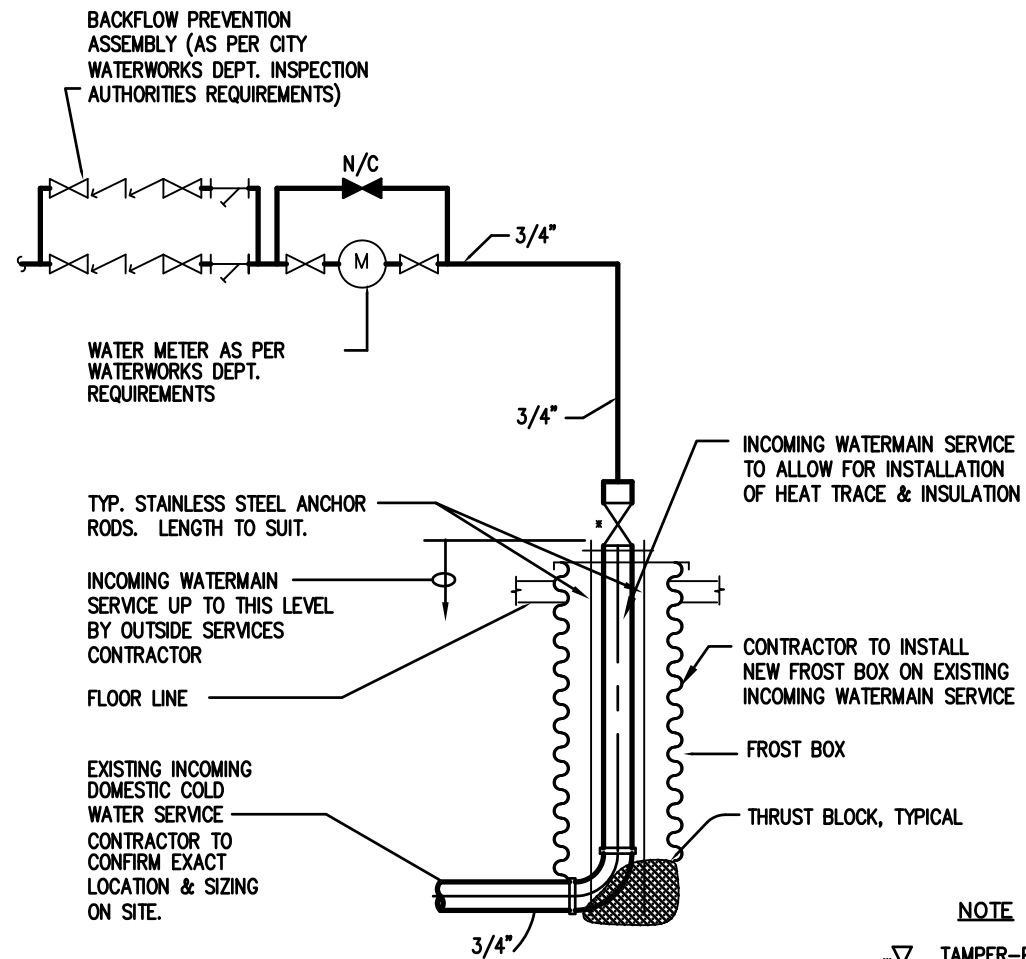 BACKFLOW PREVENTION
ASSEMBLY (AS PER CITY
WATERWORKS DEPT. INSPECTION
AUTHORITIES REQUIREMENTS)
N/C
3/4"
M
WATER METER AS PER
WATERWORKS DEPT.
REQUIREMENTS
3/4"
INCOMING WATERMAIN SERVICE
TO ALLOW FOR INSTALLATION
OF HEAT TRACE & INSULATION
TYP. STAINLESS STEEL ANCHOR
RODS. LENGTH TO SUIT.
*
INCOMING WATERMAIN
SERVICE UP TO THIS LEVEL
BY OUTSIDE SERVICES
CONTRACTOR
FLOOR LINE
CONTRACTOR TO INSTALL
NEW FROST BOX ON EXISTING
INCOMING WATERMAIN SERVICE
FROST BOX
EXISTING INCOMING
DOMESTIC COLD
WATER SERVICE
CONTRACTOR TO
CONFIRM EXACT
LOCATION & SIZING
ON SITE.
THRUST BLOCK, TYPICAL
3/4"
NOTE